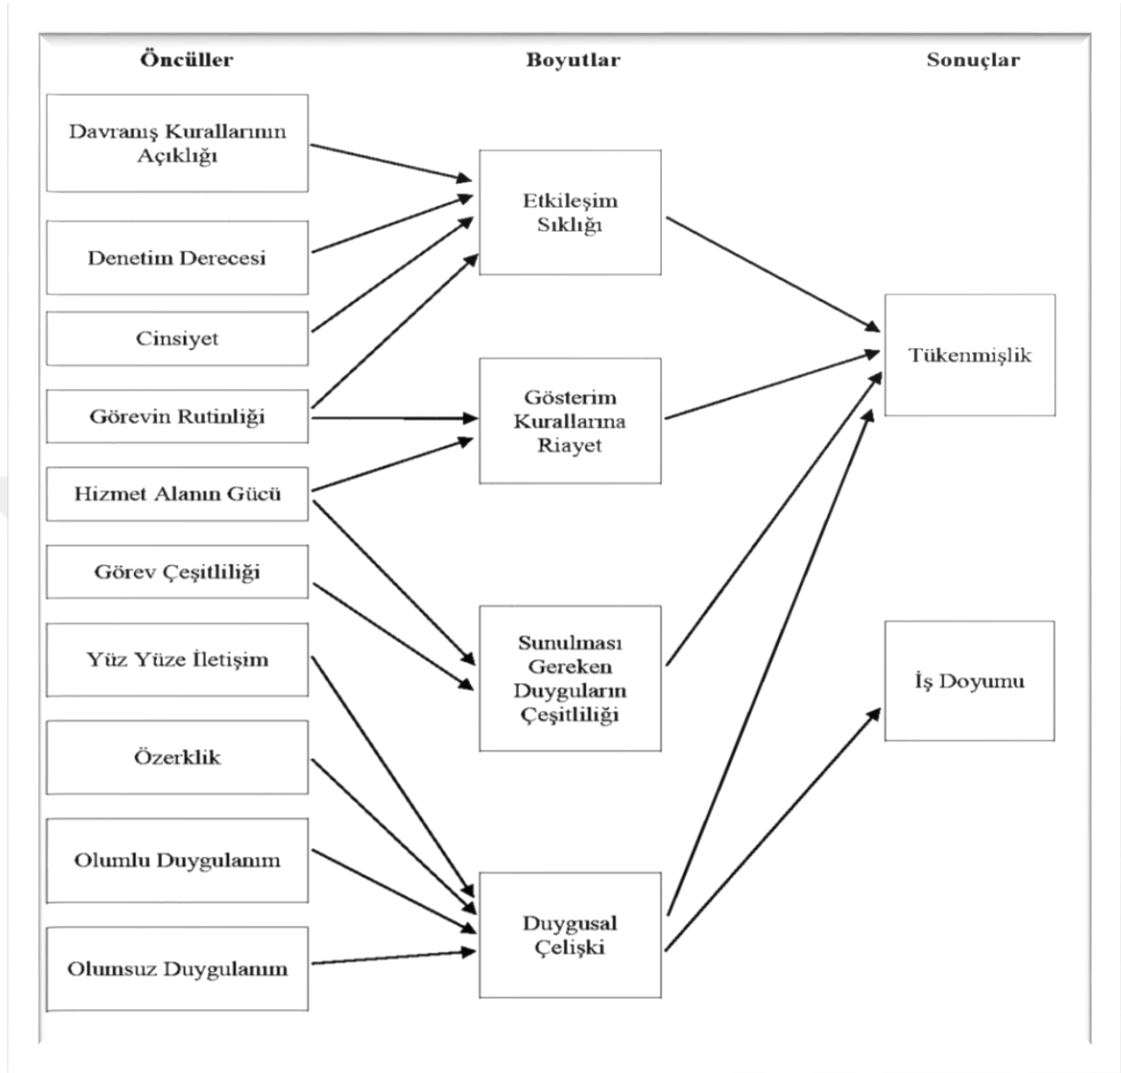 Öncüller
Boyutlar
Sonuçlar
Davranış Kurallarının
Açıklığı
Denetim Derecesi
Cinsiyet
Görevin Rutinliği
Hizmet Alanın Gücü
Görev Çeşitliliği
Yüz Yüze İletişim
Özerklik
Olumlu Duygulanım
Olumsuz Duygulanım
Etkileşim
Sıklığı
Gösterim
Kurallarına
Riayet
Sunulması
Gereken
Duyguların
Çeşitliliği
Duygusal
Çelişki
Tükenmişlik
İş Doyumu